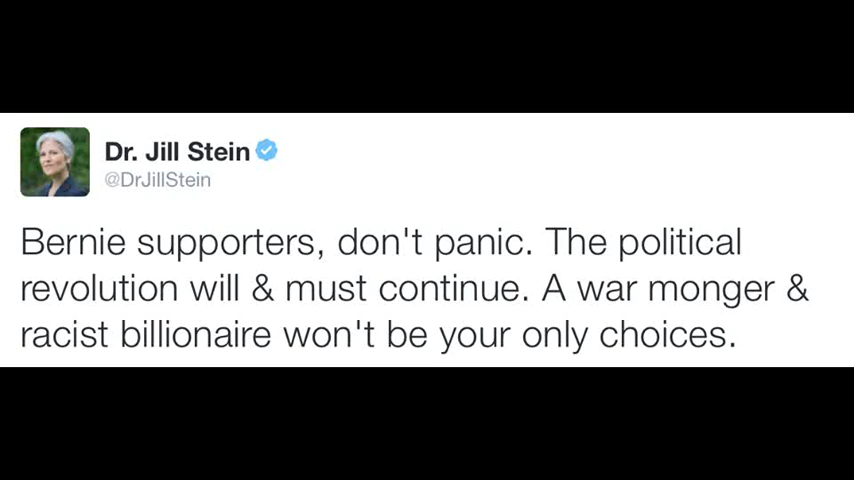 Dr. Jill Stein
@DrJillStein
Bernie supporters, don't panic. The political
revolution will & must continue. A war monger &
racist billionaire won't be your only choices.